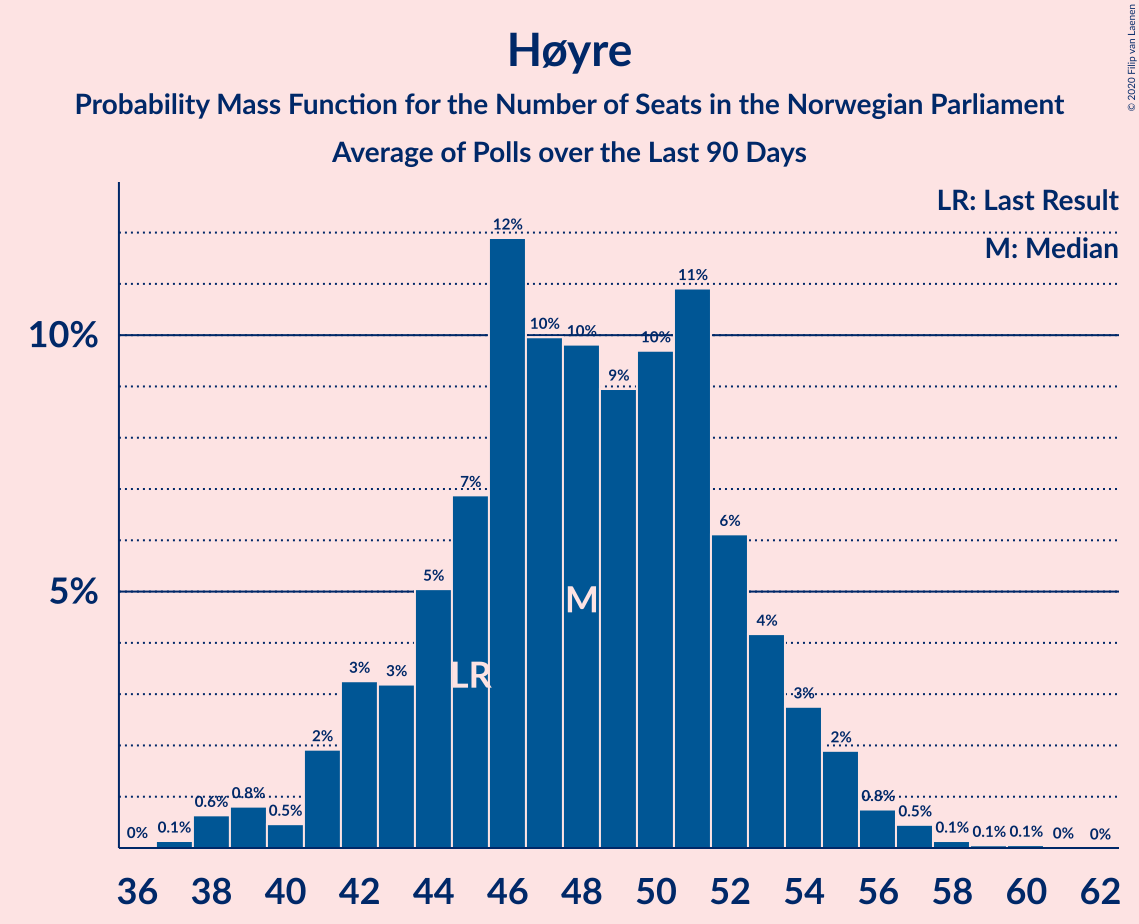 Høyre
Probability Mass Function for the Number of Seats in the Norwegian Parliament
Average of Polls over the Last 90 Days
© 2020 Filip van Laenen
LR: Last Result
M: Median
10%
5%
0% 0.1% 0.6% 0.8% 0.5% 2% 3% 3% 5% 7% 12% 10% 10% 9% 10% 11% 6% 4% 3% 2% 0.8% 0.5% 0.1% 0.1% 0.1% 0% 0%
LR
M
36 38 40 42 44 46 48 50 52 54 56 58 60 62